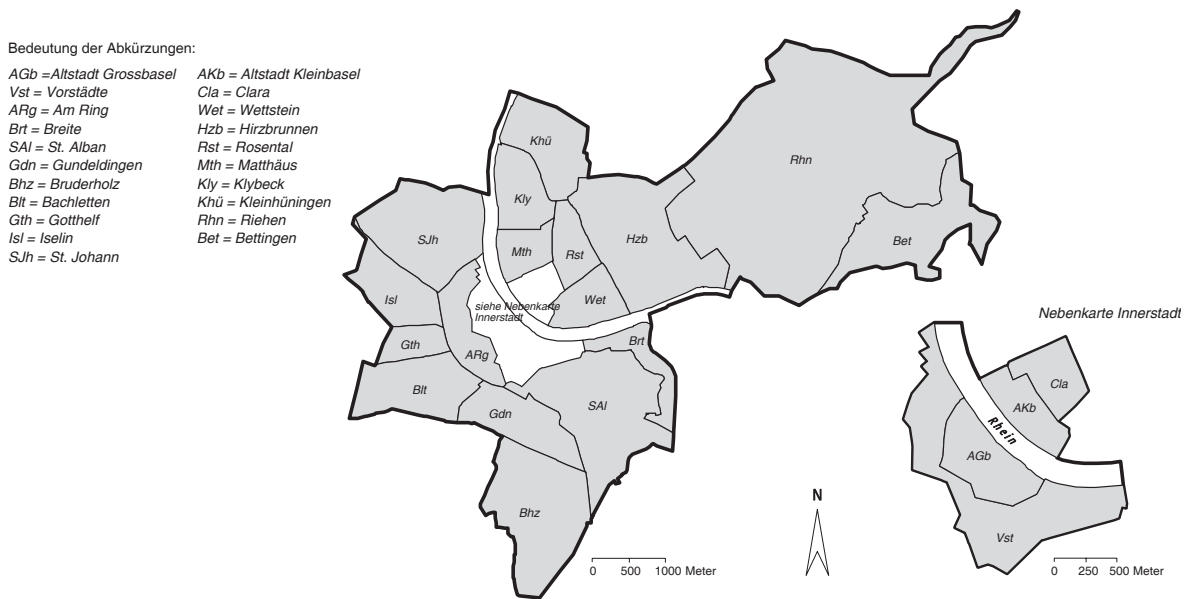 Bedeutung der Abkürzungen:
AGb =Altstadt Grossbasel
Vst = Vorstädte
ARg = Am Ring
Brt = Breite
SAl = St. Alban
Gdn = Gundeldingen
Bhz = Bruderholz
Blt = Bachletten
Gth = Gotthelf
Isl = Iselin
SJh = St. Johann
AKb = Altstadt Kleinbasel
Cla = Clara
Wet = Wettstein
Hzb = Hirzbrunnen
Rst = Rosental
Mth = Matthäus
Kly = Klybeck
Khü = Kleinhüningen
Rhn = Riehen
Bet = Bettingen
Khü
Rhn
Kly
SJh
Mth
Rst
Hzb
Bet
Isl
Wet
siehe Nebenkarte
Innerstadt
Gth
ARg
Brt
Blt
Gdn
SAl
Bhz
0 500 1000 Meter
N
Nebenkarte Innerstadt
Cla
AKb
Rhein
AGb
Vst
0 250 500 Meter